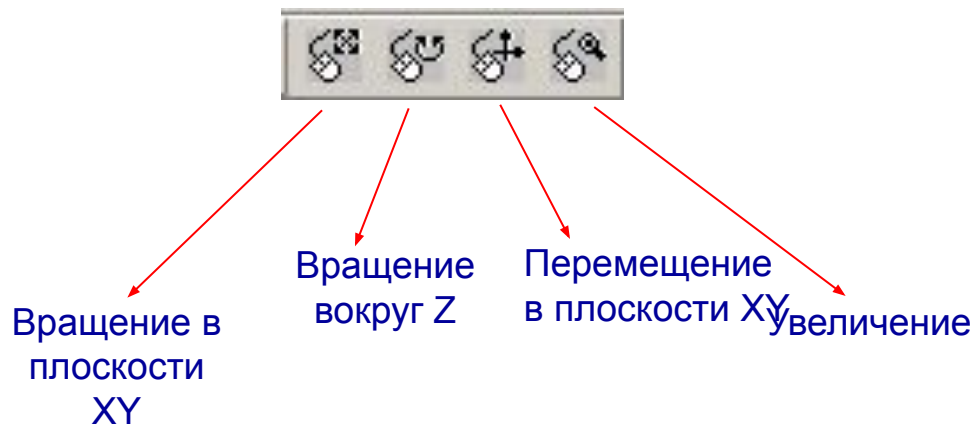 Вращение в
плоскости
XY
Вращение
вокруг Z
Перемещение
в плоскости XY
Увеличение